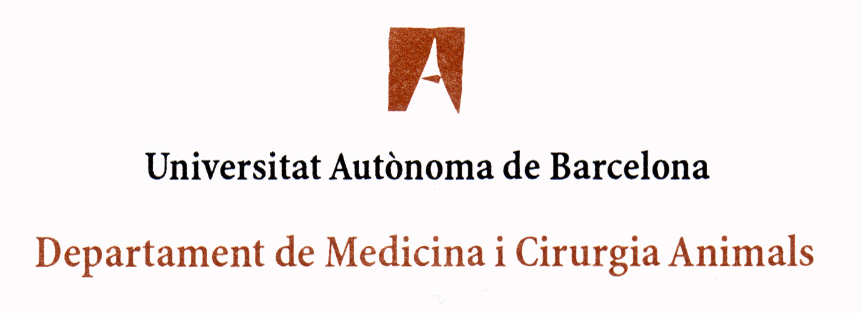 Universitat Autònoma de Barcelona
Departament de Medicina i Cirurgia Animals